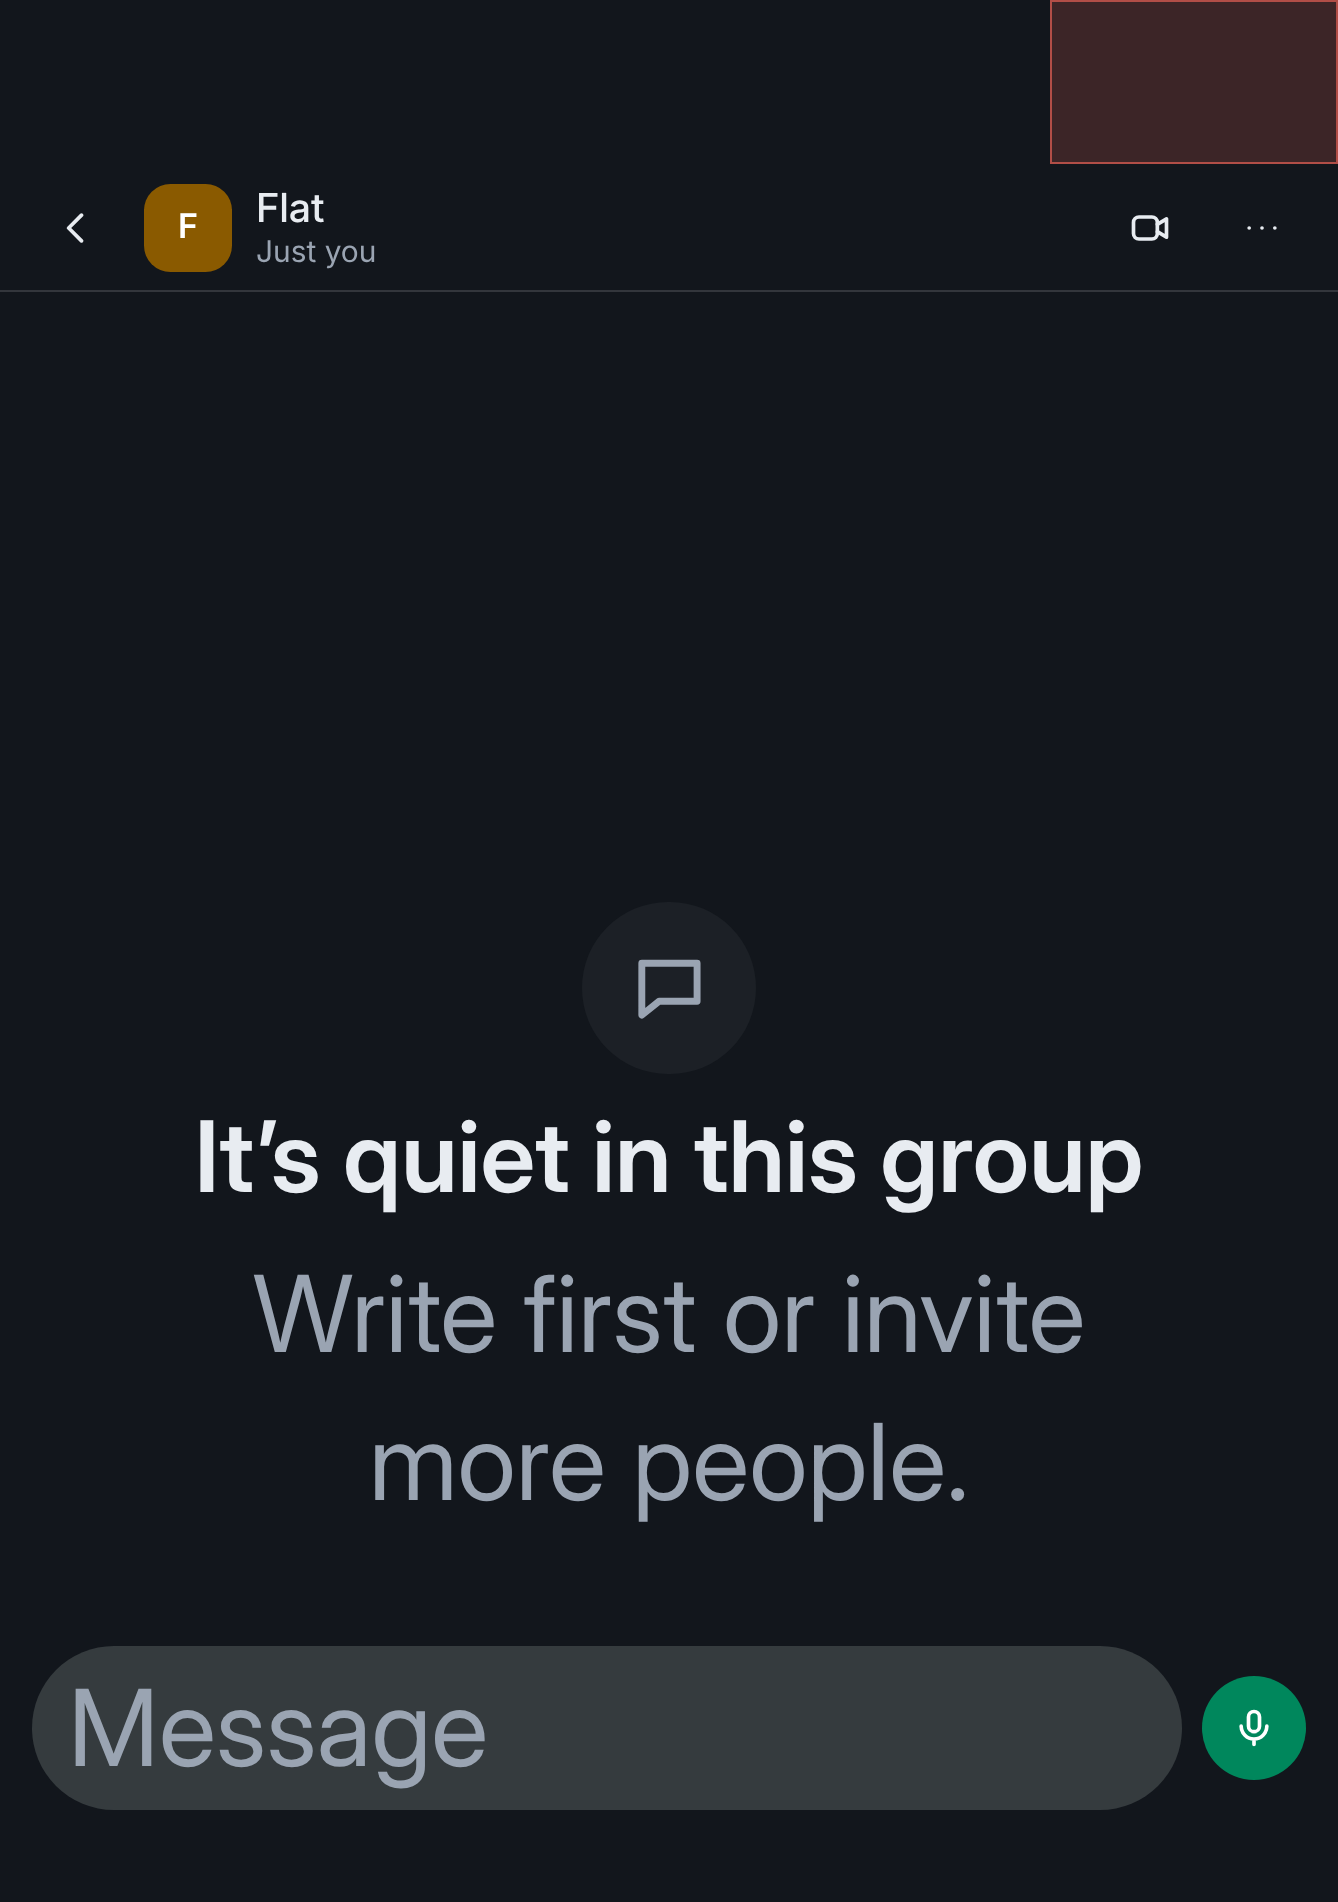 F
Flat
Just you
It’s quiet in this group
Write first or invite
more people.
Message